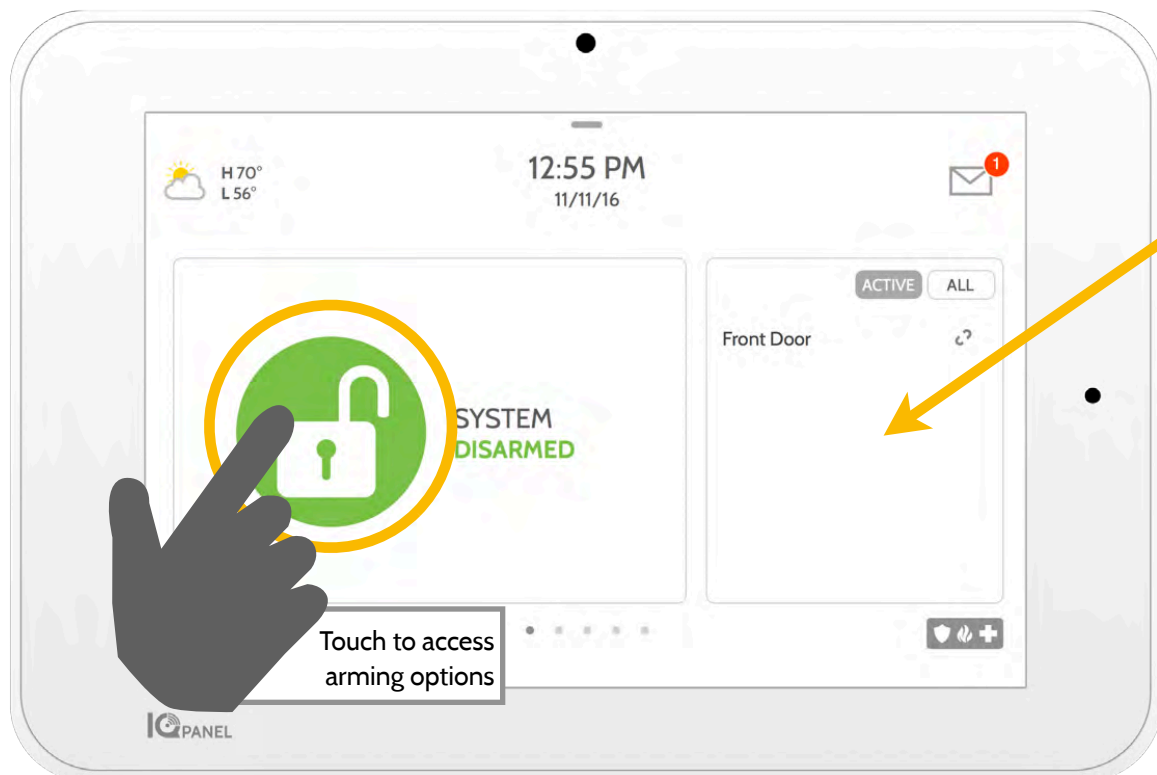 H 70°
L 56°
12:55 PM
11/11/16
1
ACTIVE
ALL
Front Door
SYSTEM
DISARMED
Touch to access
arming options
IQ PANEL